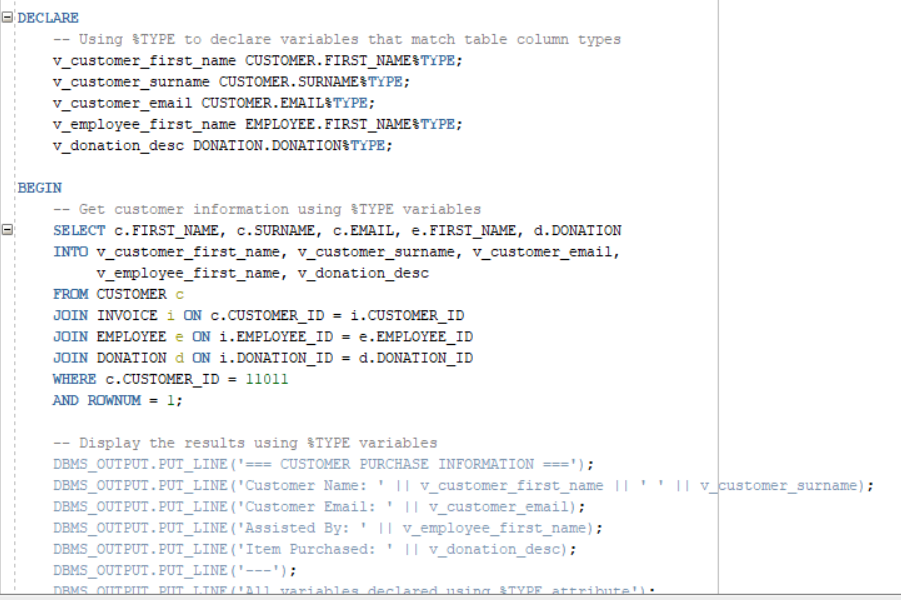 DECLARE
-- Using %TYPE to declare variables that match table column types
v_customer_first_name CUSTOMER.FIRST_NAME%TYPE;
v_customer_surname CUSTOMER.SURNAME%TYPE;
v_customer_email CUSTOMER.EMAIL%TYPE;
v_employee_first_name EMPLOYEE.FIRST_NAME%TYPE;
v_donation_desc DONATION.DONATION%TYPE;
BEGIN
-- Get customer information using %TYPE variables
SELECT c.FIRST_NAME, c.SURNAME, c.EMAIL, e.FIRST_NAME, d.DONATION
INTO v_customer_first_name, v_customer_surname, v_customer_email,
v_employee_first_name, v_donation_desc
FROM CUSTOMER c
JOIN INVOICE i ON c.CUSTOMER_ID = i.CUSTOMER_ID
JOIN EMPLOYEE e ON i.EMPLOYEE_ID = e.EMPLOYEE_ID
JOIN DONATION d ON i.DONATION_ID = d.DONATION_ID
WHERE c.CUSTOMER_ID = 11011
AND ROWNUM = 1;
-- Display the results using %TYPE variables
DBMS_OUTPUT.PUT_LINE('=== CUSTOMER PURCHASE INFORMATION ===');
DBMS_OUTPUT.PUT_LINE('Customer Name: ' || v_customer_first_name || ' ' || v_customer_surname);
DBMS_OUTPUT.PUT_LINE('Customer Email: ' || v_customer_email);
DBMS_OUTPUT.PUT_LINE('Assisted By: ' || v_employee_first_name);
DBMS_OUTPUT.PUT_LINE('Item Purchased: ' || v_donation_desc);
DBMS_OUTPUT.PUT_LINE('---');
DBMS_OUTPUT.PUT_LINE('All variables declared using %TYPE attribute');